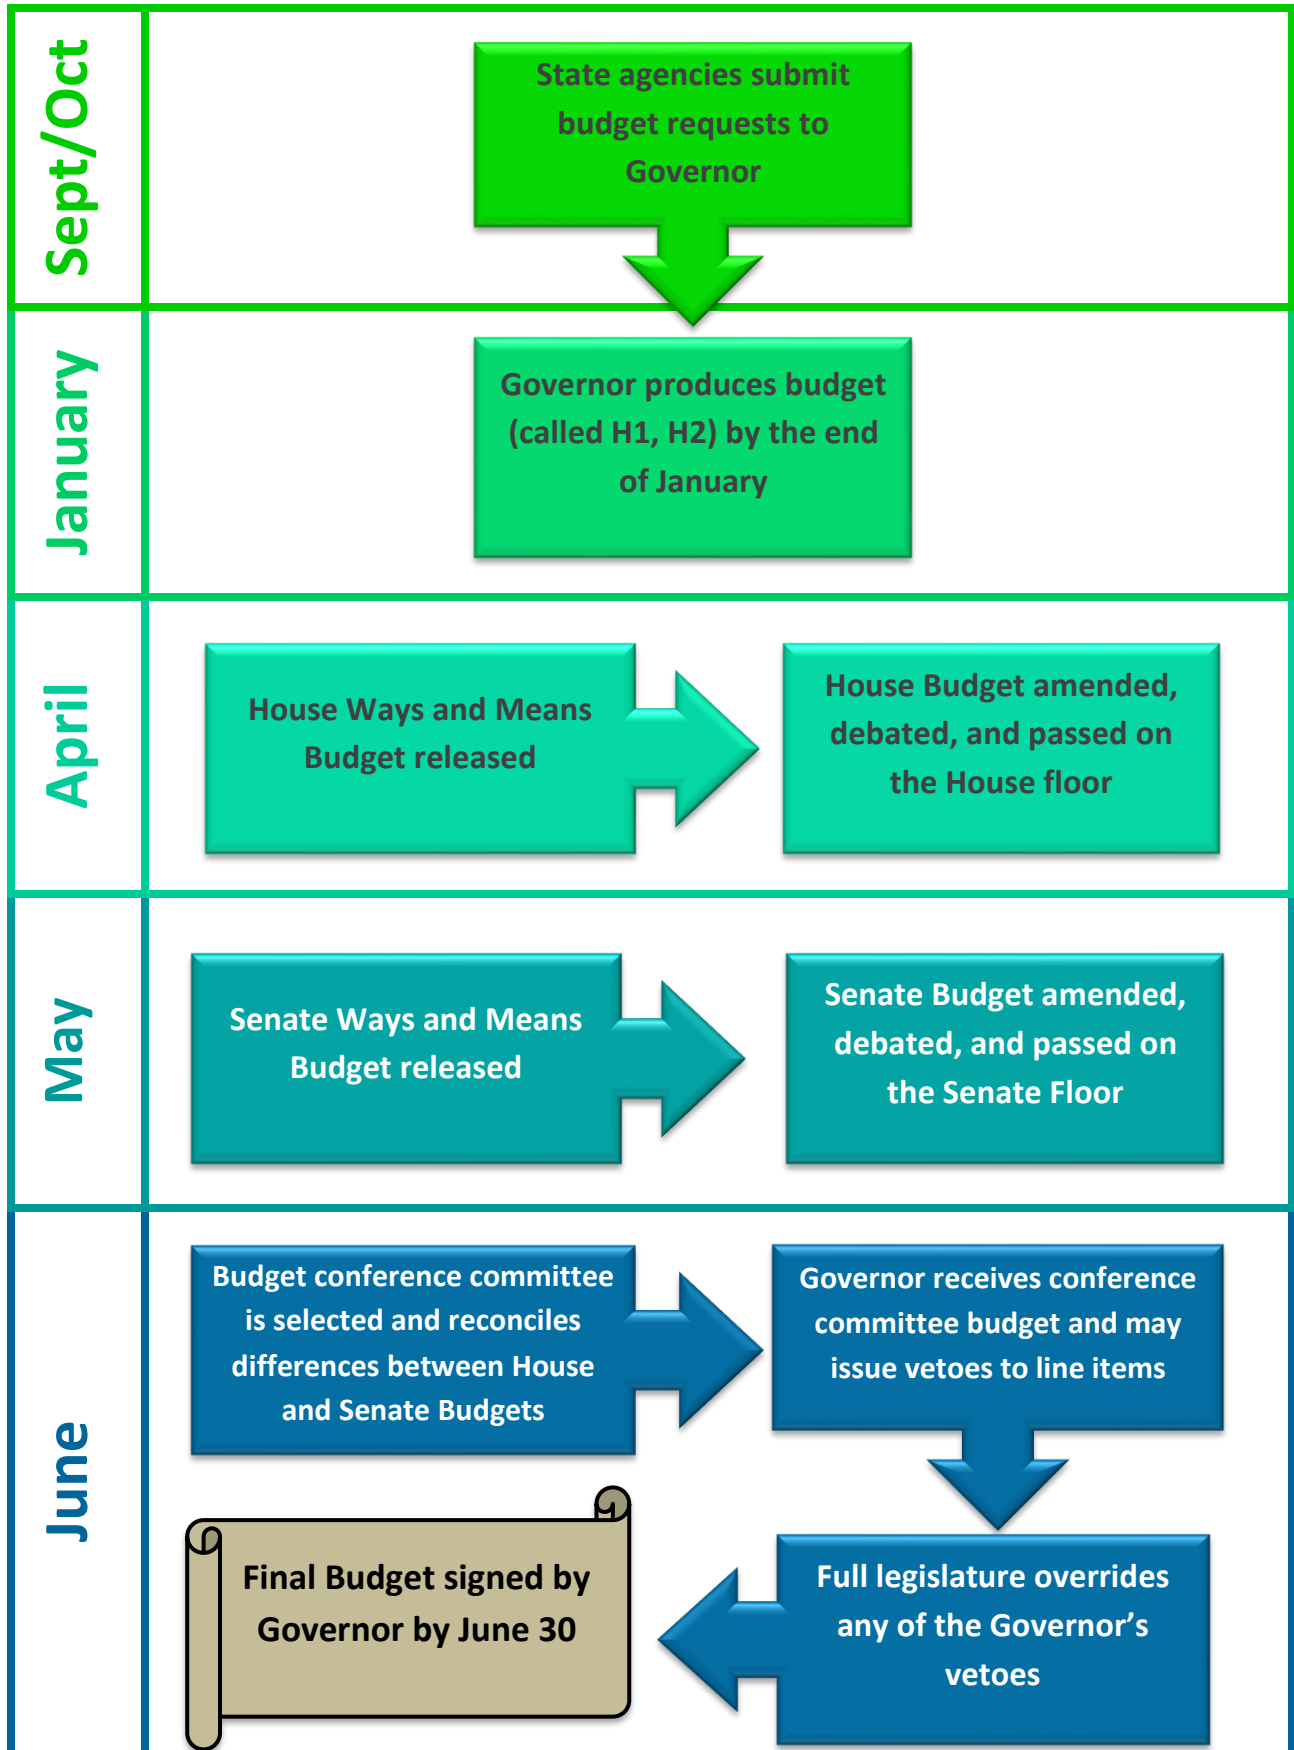 Sept/Oct
State agencies submit
budget requests to
Governor
January
Governor produces budget
(called H1, H2) by the end
of January
April
House Ways and Means
Budget released
House Budget amended,
debated, and passed on
the House floor
May
Senate Ways and Means
Budget released
Senate Budget amended,
debated, and passed on
the Senate Floor
June
Budget conference committee
is selected and reconciles
differences between House
and Senate Budgets
Governor receives conference
committee budget and may
issue vetoes to line items
Full legislature overrides
any of the Governor’s
vetoes
Final Budget signed by
Governor by June 30